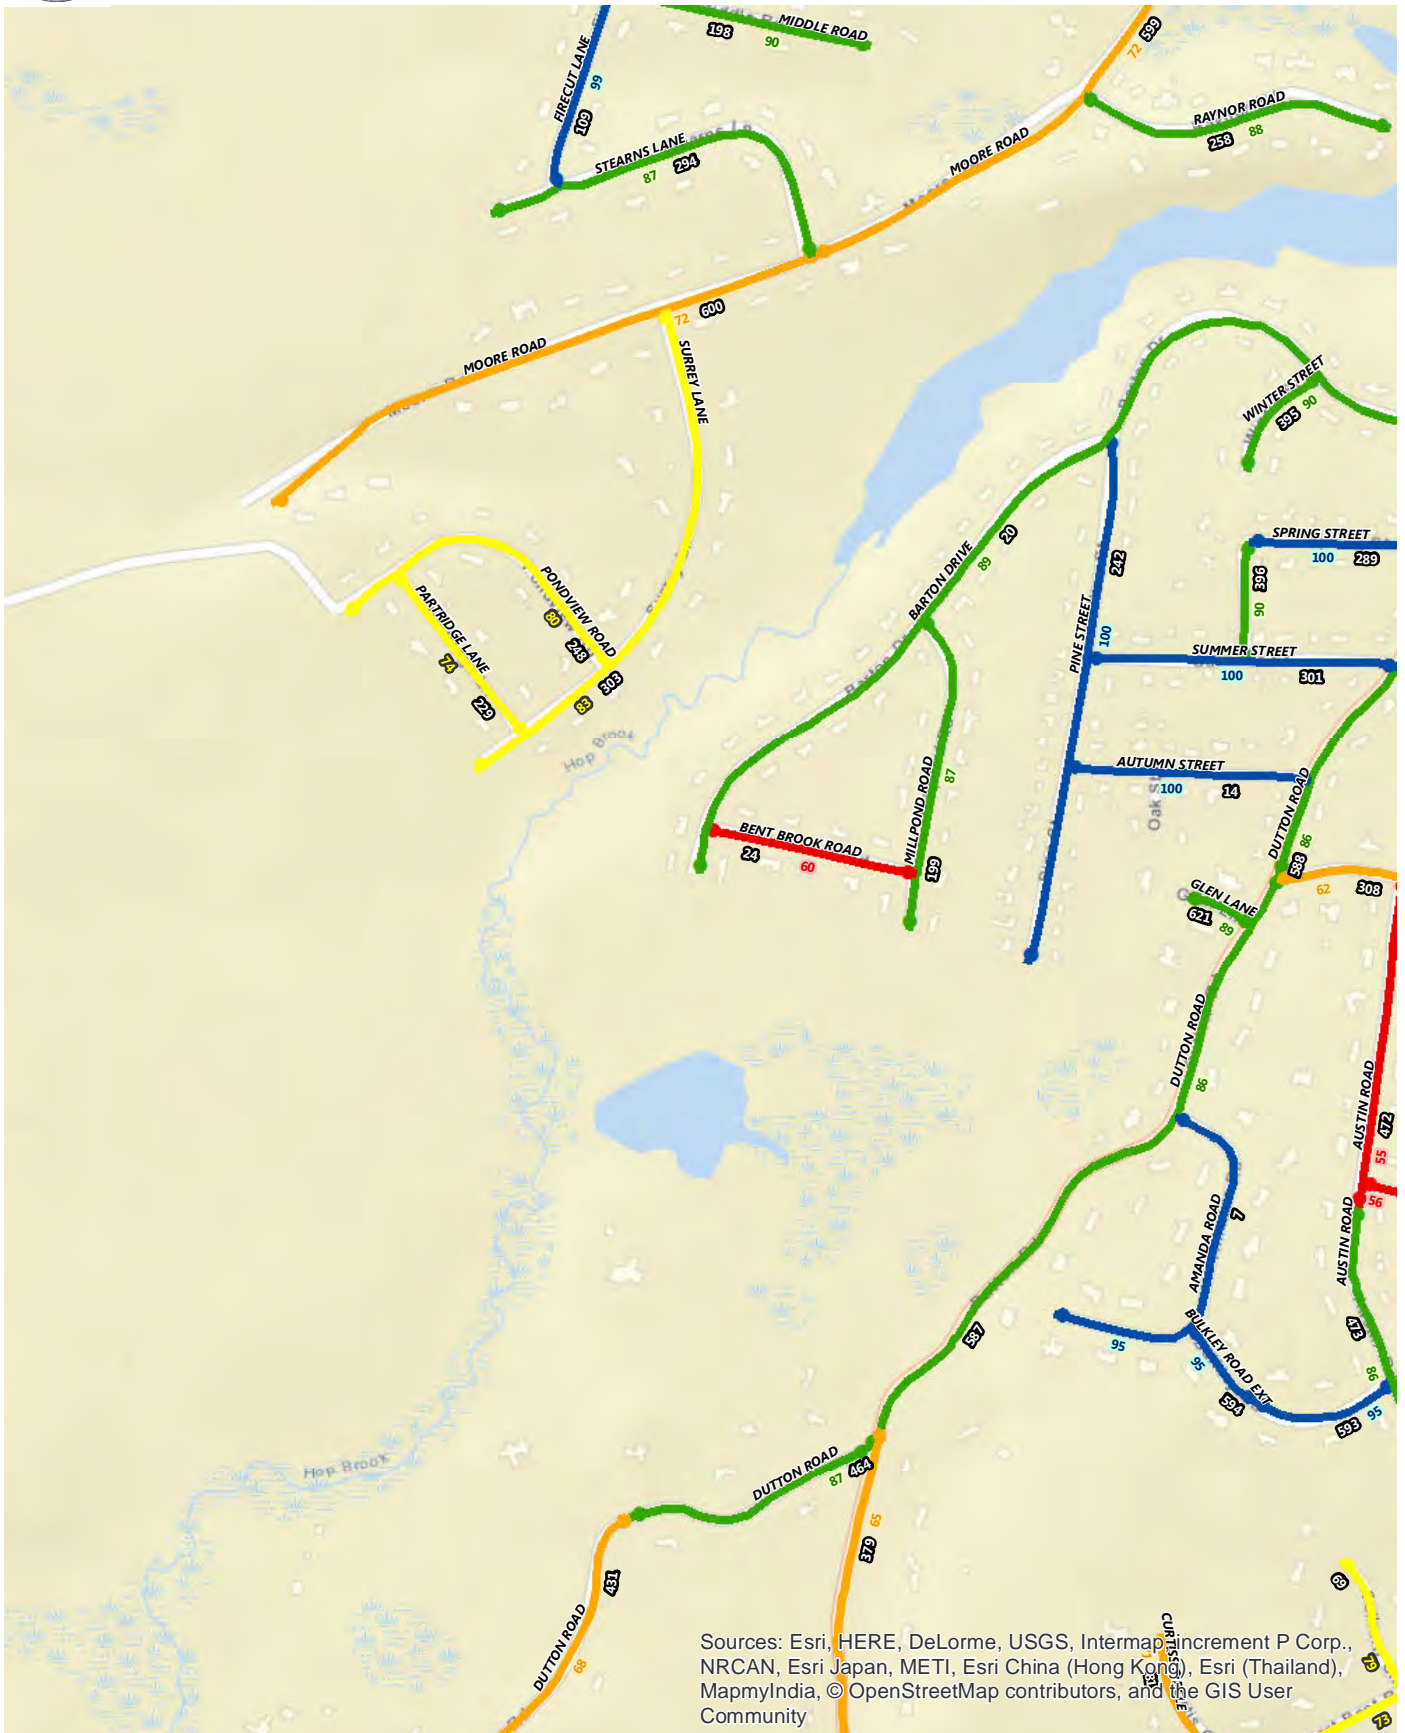 MIDDLE ROAD
198
90
599
72
FIRECUT LANE
99
109
RAYNOR ROAD
258
88
STEARNS LANE
87
294
MOORE ROAD
600
72
MOORE ROAD
SURREY LANE
WINTER STREET
395
90
BARTON DRIVE
20
89
242
SPRING STREET
100
289
396
90
PINE STREET
100
SUMMER STREET
100
301
PONDVIEW ROAD
80
248
PARTRIDGE LANE
74
229
303
83
Hop Brook
Barton Dr
AUTUMN STREET
100
14
Oak St
MILLPOND ROAD
87
199
BENT BROOK ROAD
24
60
DUTTON ROAD
86
588
62
308
GLEN LANE
621
89
DUTTON ROAD
86
AUSTIN ROAD
472
55
56
AMANDA ROAD
7
AUSTIN ROAD
473
86
BULKLEY ROAD EXT
95
95
594
593
95
587
Hop Brook
DUTTON ROAD
87
464
65
379
431
DUTTON ROAD
68
69
79
73
Sources: Esri, HERE, DeLorme, USGS, Intermap, increment P Corp.,
NRCAN, Esri Japan, METI, Esri China (Hong Kong), Esri (Thailand),
MapmyIndia, © OpenStreetMap contributors, and the GIS User
Community